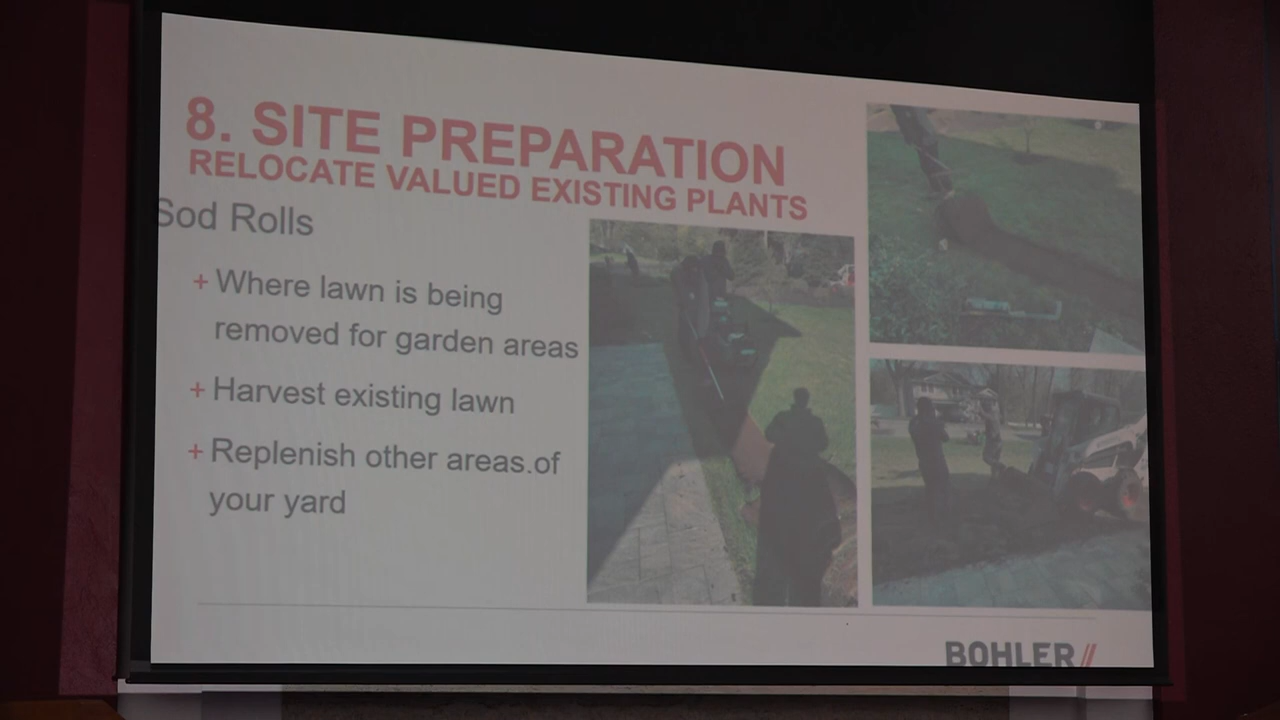 8. SITE PREPARATION
RELOCATE VALUED EXISTING PLANTS
Sod Rolls
+ Where lawn is being
removed for garden areas
+ Harvest existing lawn
+ Replenish other areas.of
your yard
BOHLER//